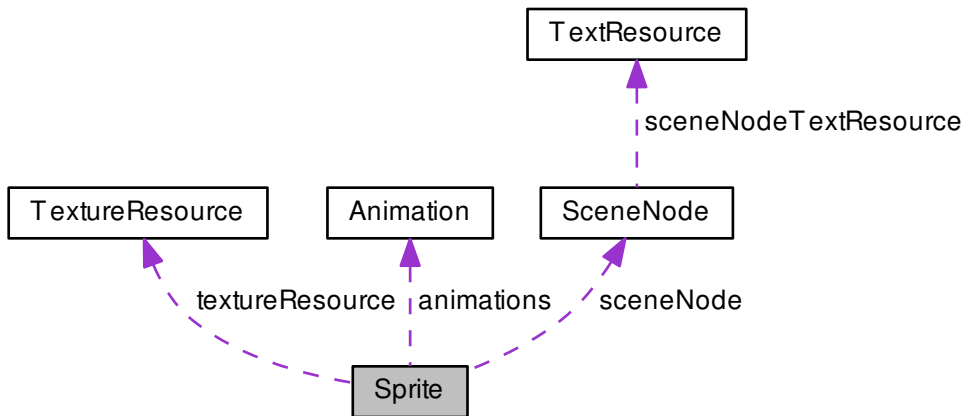 TextResource
sceneNodeTextResource
TextureResource
Animation
SceneNode
textureResource
animations
sceneNode
Sprite